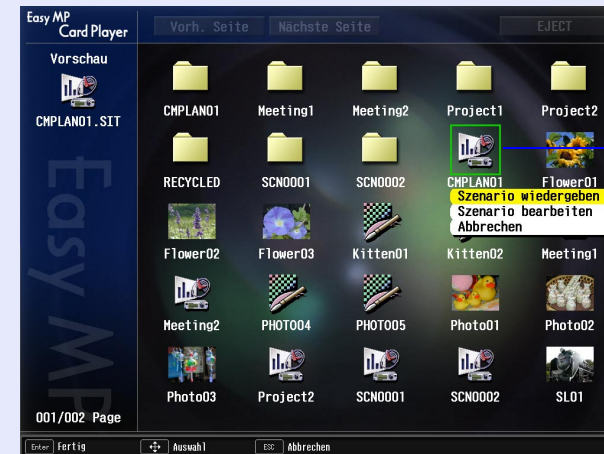 Easy MP
Card Player
Vorh. Seite
Nächste Seite
EJECT
Vorschau
CMPLAN01.SIT
Easy MP
001/002 Page
CMPLAN01
Meeting1
Meeting2
Project1
Project2
RECYCLED
SCN0001
SCN0002
CMPLAN01
Flower01
Szenario wiedergeben
Szenario bearbeiten
Abbrechen
Flower02
Flower03
Kitten01
Kitten02
Meeting1
Meeting2
PHOTO04
PHOTO05
Photo01
Photo02
Photo03
Project2
SCN0001
SCN0002
SL01
Enter Fertig
Auswahl
ESC Abbrechen